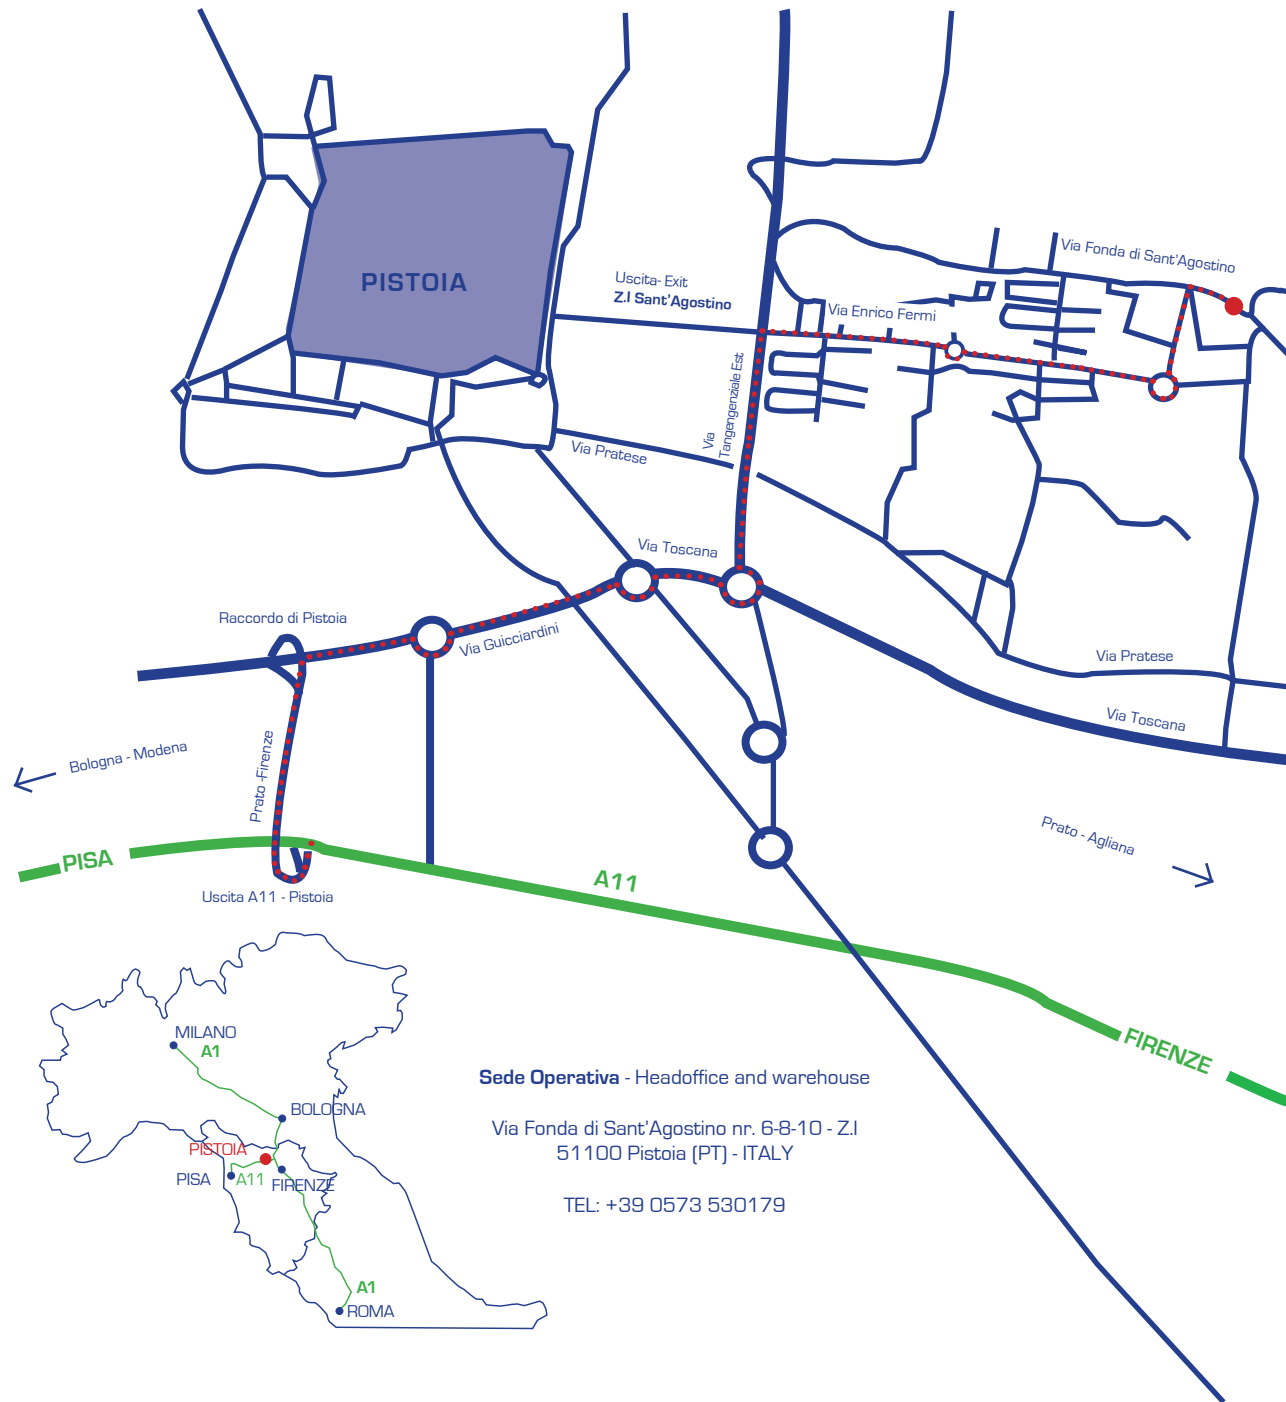 Via Fonda di Sant'Agostino
PISTOIA
Uscita- Exit
Z.I Sant'Agostino
Via Enrico Fermi
Via
Tangengenziale Est
Via Pratese
Via Toscana
Raccordo di Pistoia
Via Guicciardini
Via Pratese
Via Toscana
Bologna - Modena
Prato -Firenze
Prato - Agliana
PISA
A11
Uscita A11 - Pistoia
FIRENZE
MILANO
A1
BOLOGNA
PISTOIA
PISA
A11
FIRENZE
A1
ROMA
Sede Operativa - Headoffice and warehouse
Via Fonda di Sant'Agostino nr. 6-8-10 - Z.I
51100 Pistoia (PT) - ITALY
TEL: +39 0573 530179